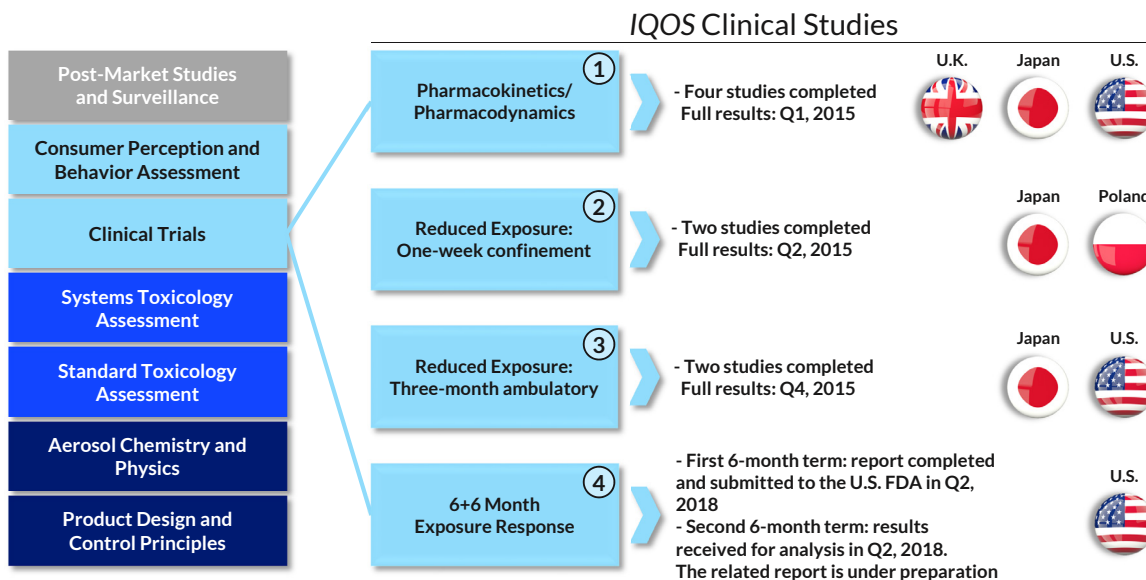 IQOS Clinical Studies
Post-Market Studies
and Surveillance
Consumer Perception and
Behavior Assessment
Clinical Trials
Systems Toxicology
Assessment
Standard Toxicology
Assessment
Aerosol Chemistry and
Physics
Product Design and
Control Principles
1
Pharmacokinetics/
Pharmacodynamics
- Four studies completed
Full results: Q1, 2015
U.K.
Japan
U.S.
2
Reduced Exposure:
One-week confinement
- Two studies completed
Full results: Q2, 2015
Japan
Poland
3
Reduced Exposure:
Three-month ambulatory
- Two studies completed
Full results: Q4, 2015
Japan
U.S.
4
6+6 Month
Exposure Response
- First 6-month term: report completed
and submitted to the U.S. FDA in Q2,
2018
- Second 6-month term: results
received for analysis in Q2, 2018.
The related report is under preparation
U.S.